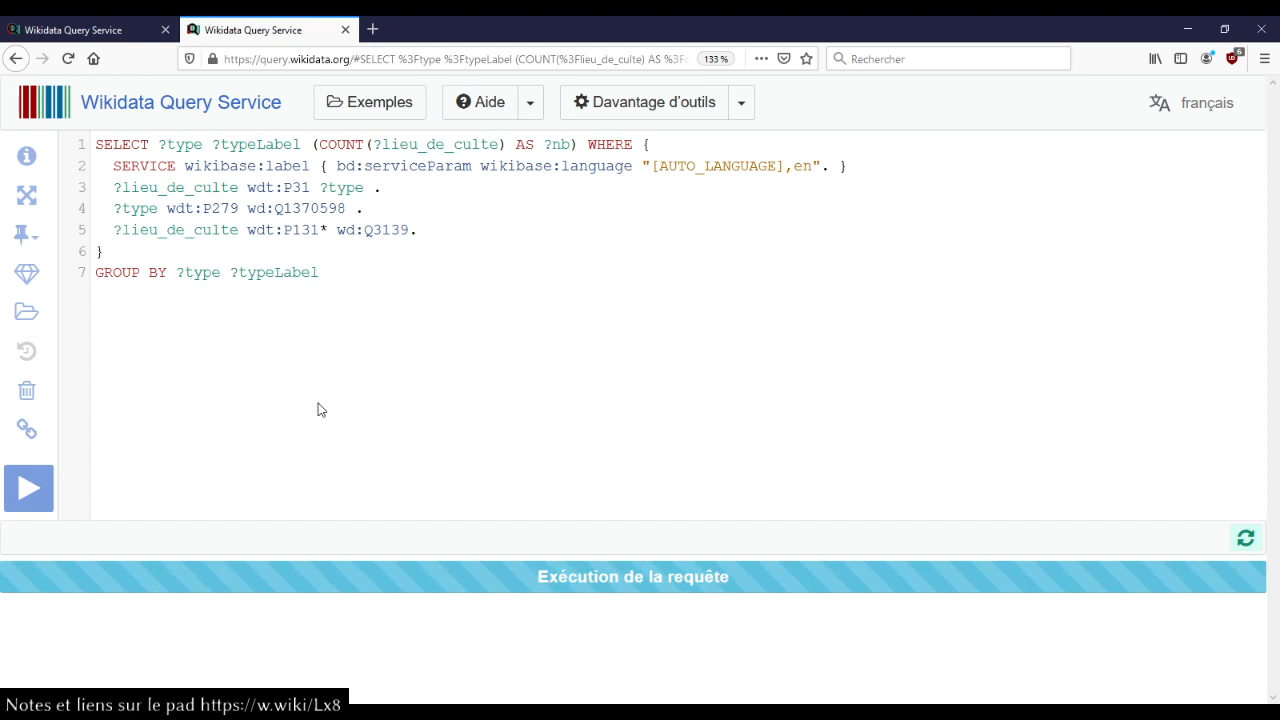 Wikidata Query Service
Wikidata Query Service
https://query.wikidata.org/#SELECT %3Ftype %3FtypeLabel (COUNT(%3Flieu_de_culte) AS %3F
133 %
Rechercher
6
Wikidata Query Service
Exemples
Aide
Davantage d'outils
français
1 SELECT ?type ?typeLabel (COUNT(?lieu_de_culte) AS ?nb) WHERE {
2 SERVICE wikibase:label { bd:serviceParam wikibase:language "[AUTO_LANGUAGE],en". }
3 ?lieu_de_culte wdt:P31 ?type .
4 ?type wdt:P279 wd:Q1370598 .
5 ?lieu_de_culte wdt:P131* wd:Q3139.
6 }
7 GROUP BY ?type ?typeLabel
Exécution de la requête
Notes et liens sur le pad https://w.wiki/Lx8